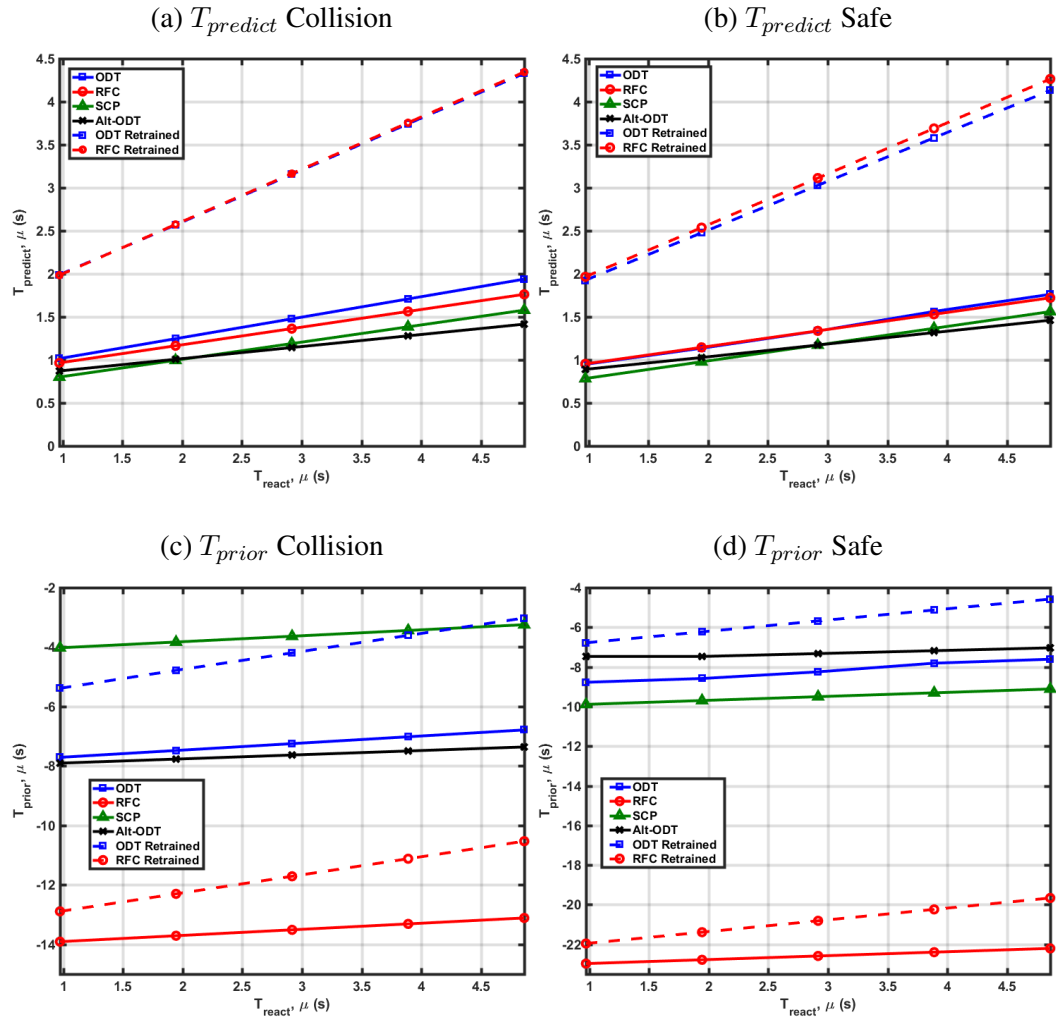 (a) T_predict Collision
(b) T_predict Safe
4.5
4
3.5
3
2.5
2
1.5
1
0.5
0
T_predict, μ (s)
ODT
RFC
SCP
Alt-ODT
ODT Retrained
RFC Retrained
1 1.5 2 2.5 3 3.5 4 4.5
T_react, μ (s)
4.5
4
3.5
3
2.5
2
1.5
1
0.5
0
T_predict, μ (s)
ODT
RFC
SCP
Alt-ODT
ODT Retrained
RFC Retrained
1 1.5 2 2.5 3 3.5 4 4.5
T_react, μ (s)
(c) T_prior Collision
(d) T_prior Safe
-2
-4
-6
-8
-10
-12
-14
T_prior, μ (s)
ODT
RFC
SCP
Alt-ODT
ODT Retrained
RFC Retrained
1 1.5 2 2.5 3 3.5 4 4.5
T_react, μ (s)
-4
-6
-8
-10
-12
-14
-16
-18
-20
-22
T_prior, μ (s)
ODT
RFC
SCP
Alt-ODT
ODT Retrained
RFC Retrained
1 1.5 2 2.5 3 3.5 4 4.5
T_react, μ (s)